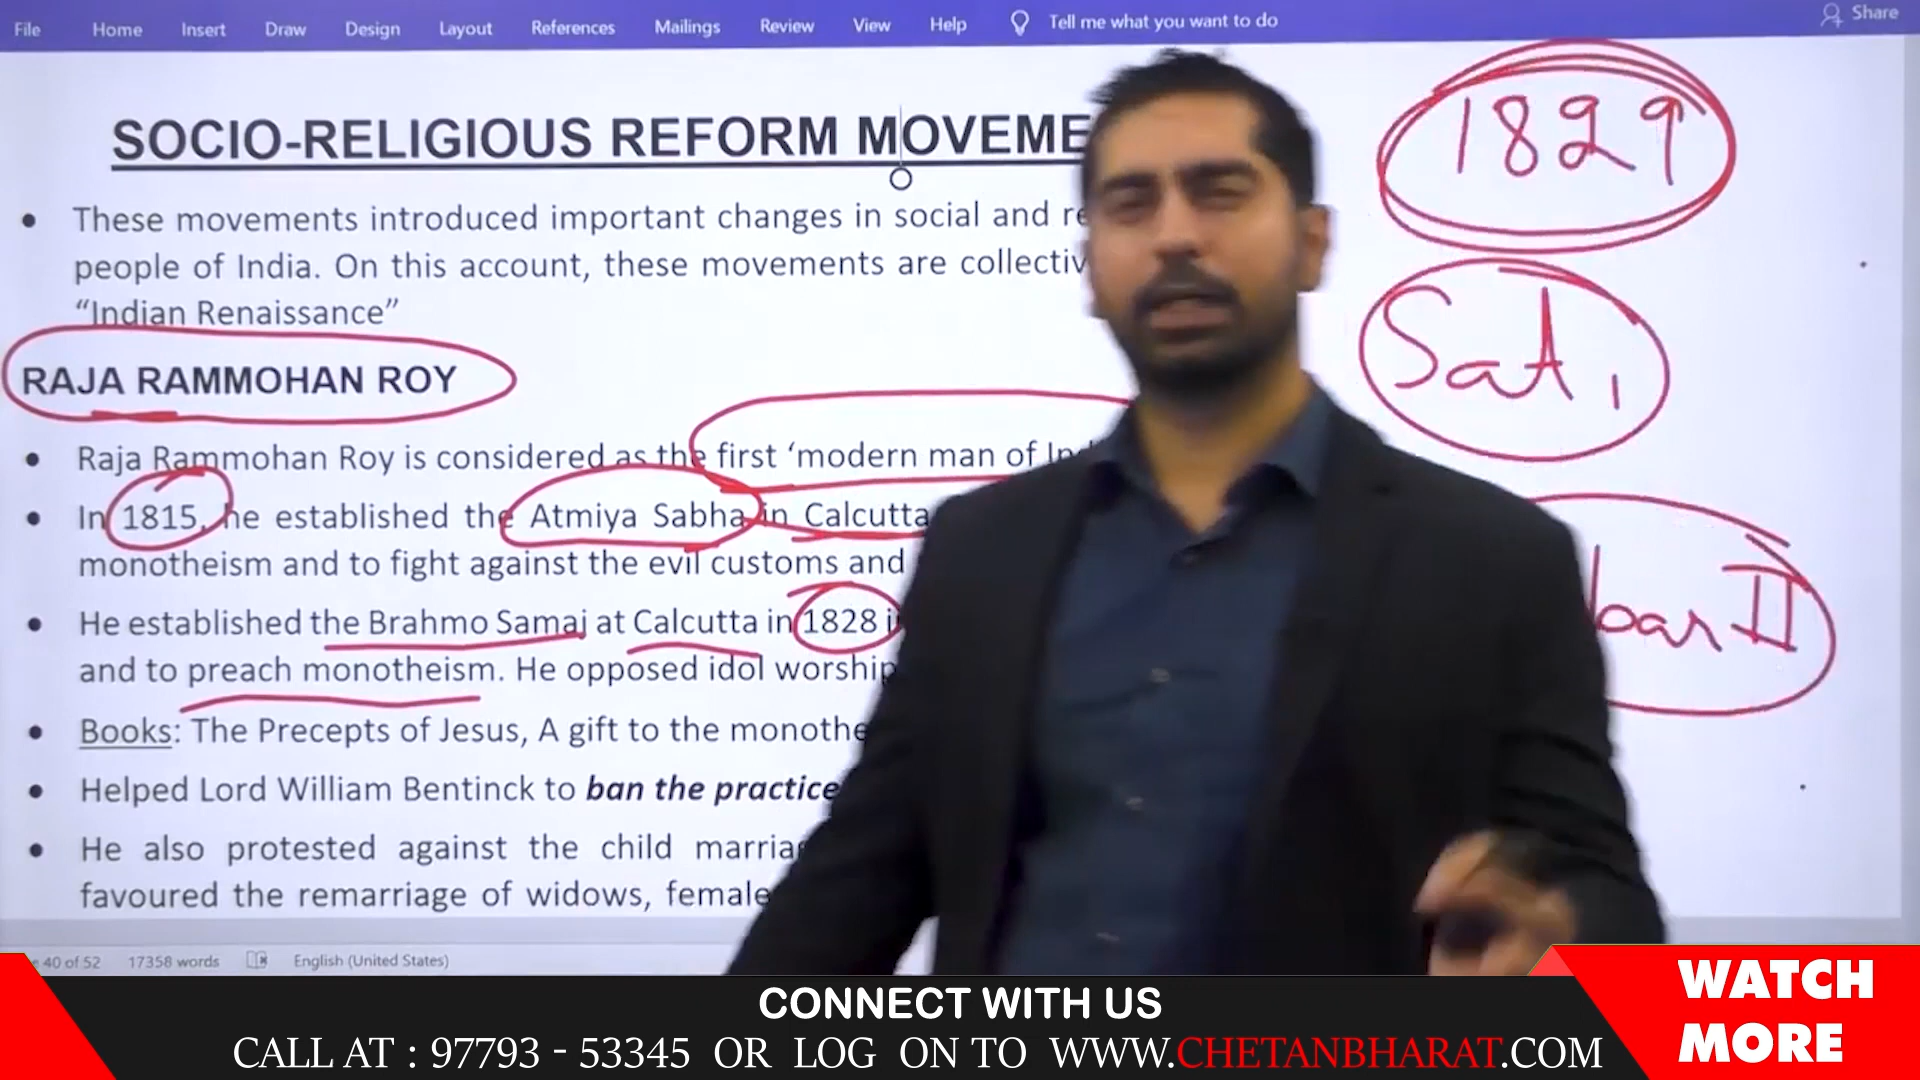 File Home Insert Draw Design Layout References Mailings Review View Help Tell me what you want to do Share
SOCIO-RELIGIOUS REFORM MOVEME
1829
These movements introduced important changes in social and re
people of India. On this account, these movements are collectiv
“Indian Renaissance”
Sati
RAJA RAMMOHAN ROY
Raja Rammohan Roy is considered as the first ‘modern man of Ind
In 1815, he established the Atmiya Sabha in Calcutta
monotheism and to fight against the evil customs and
bar II
He established the Brahmo Samaj at Calcutta in 1828 i
and to preach monotheism. He opposed idol worship
Books: The Precepts of Jesus, A gift to the monothe
Helped Lord William Bentinck to ban the practice
He also protested against the child marria
favoured the remarriage of widows, female
40 of 52 17358 words English (United States)
CONNECT WITH US
CALL AT : 97793 - 53345 OR LOG ON TO WWW.CHETANBHARAT.COM
WATCH
MORE